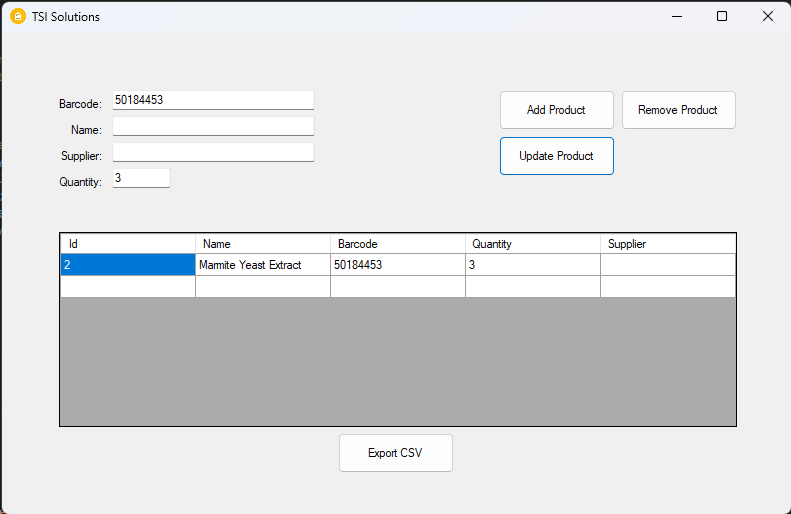 TSI Solutions
Barcode: 50184453
Name:
Supplier:
Quantity: 3
Add Product Remove Product
Update Product
Id Name Barcode Quantity Supplier
2 Marmite Yeast Extract 50184453 3
Export CSV